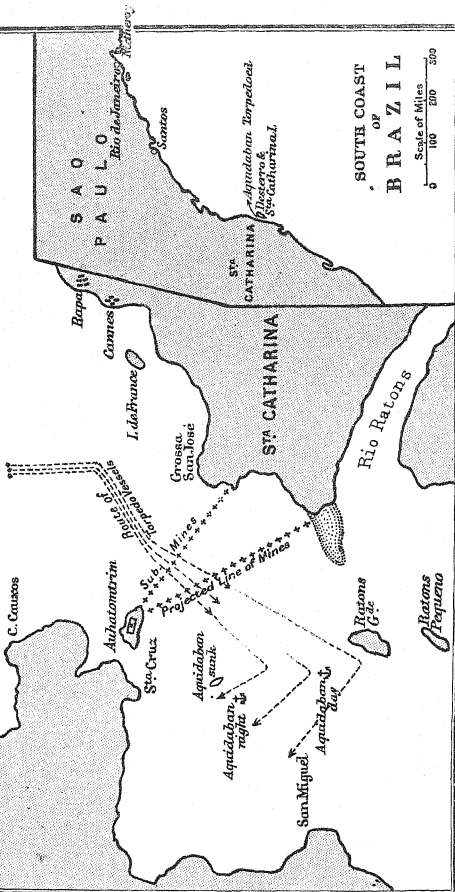 Nitheroy
Rio de Janeiro
SAO
PAULO
Santos
Aquidaban Torpedoed
Desterro &
Sta Catharina I.
STA
CATHARINA
SOUTH COAST
OF
BRAZIL
Scale of Miles
0 100 200 300
Rapa
Cannes
I. de France
Grossa
San José
STA CATHARINA
Rio Ratons
Route of
Torpedo Vessels
Sub. Mines
Projected Line of Mines
C. Cauxos
Auhatomtrim
Sta Cruz
Aquidaban
sunk
Aquidaban
night
Aquidaban
day
San Miguel
Ratons
Gde
Ratons
Pequeno